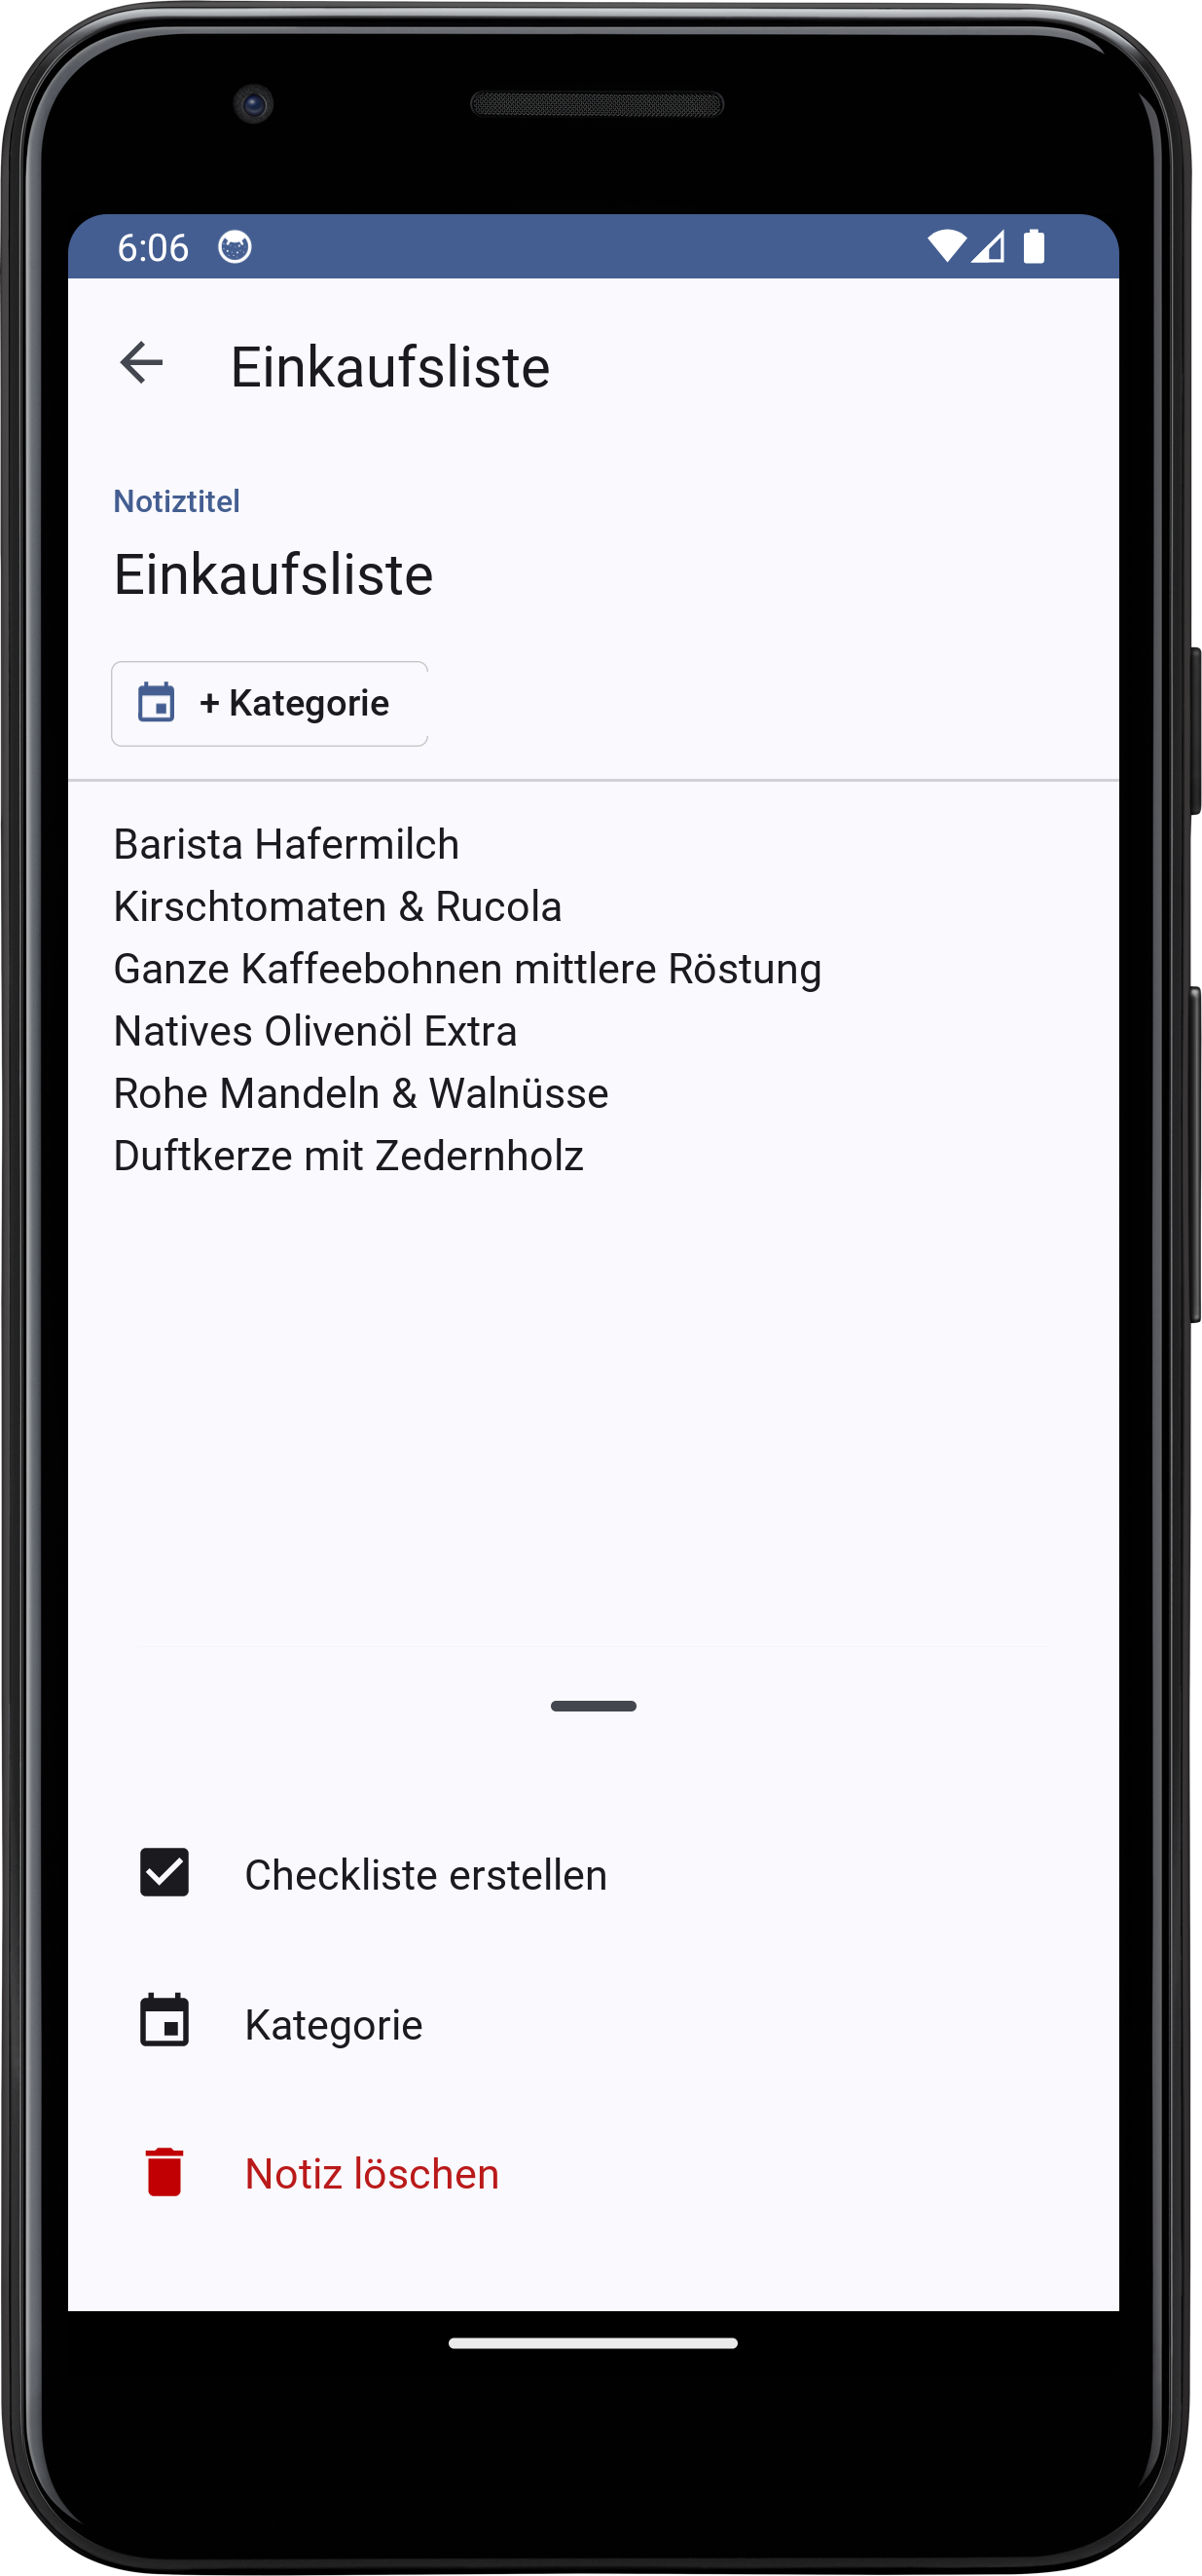 6:06
Einkaufsliste
Notiztitel
Einkaufsliste
+ Kategorie
Barista Hafermilch
Kirschtomaten & Rucola
Ganze Kaffeebohnen mittlere Röstung
Natives Olivenöl Extra
Rohe Mandeln & Walnüsse
Duftkerze mit Zedernholz
Checkliste erstellen
Kategorie
Notiz löschen